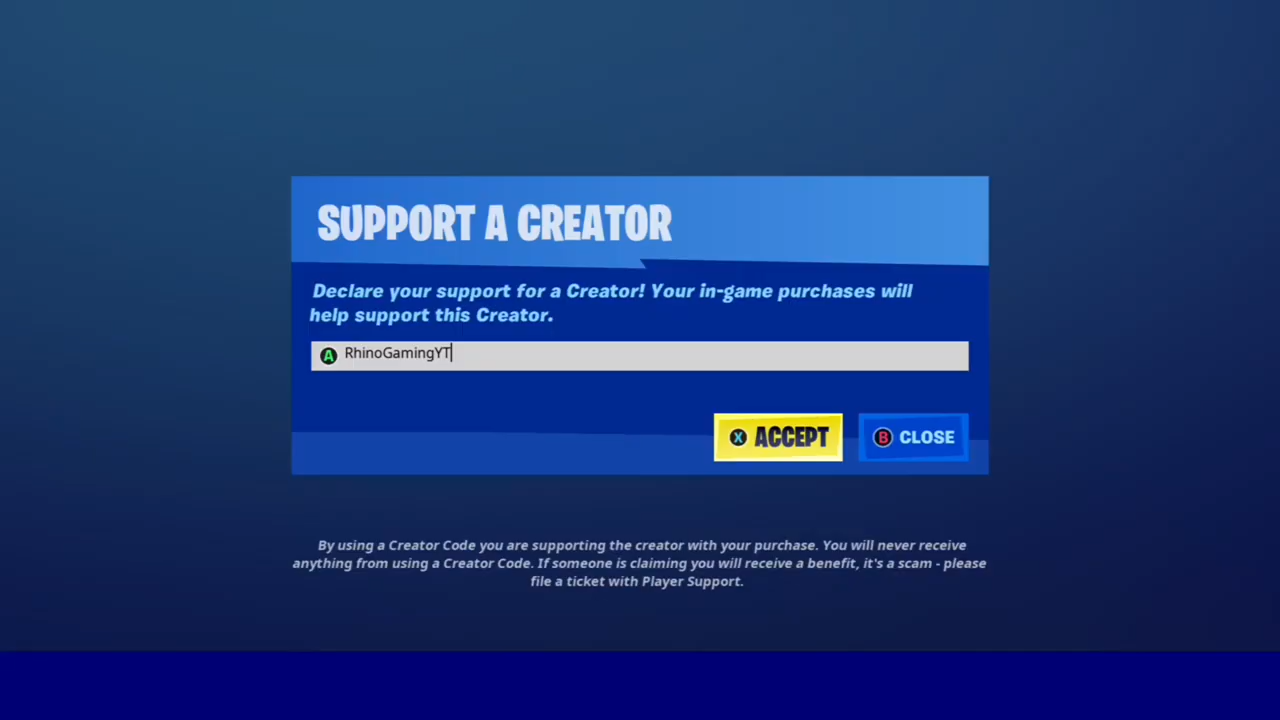 SUPPORT A CREATOR
Declare your support for a Creator! Your in-game purchases will
help support this Creator.
A RhinoGamingYT
X ACCEPT B CLOSE
By using a Creator Code you are supporting the creator with your purchase. You will never receive
anything from using a Creator Code. If someone is claiming you will receive a benefit, it's a scam - please
file a ticket with Player Support.